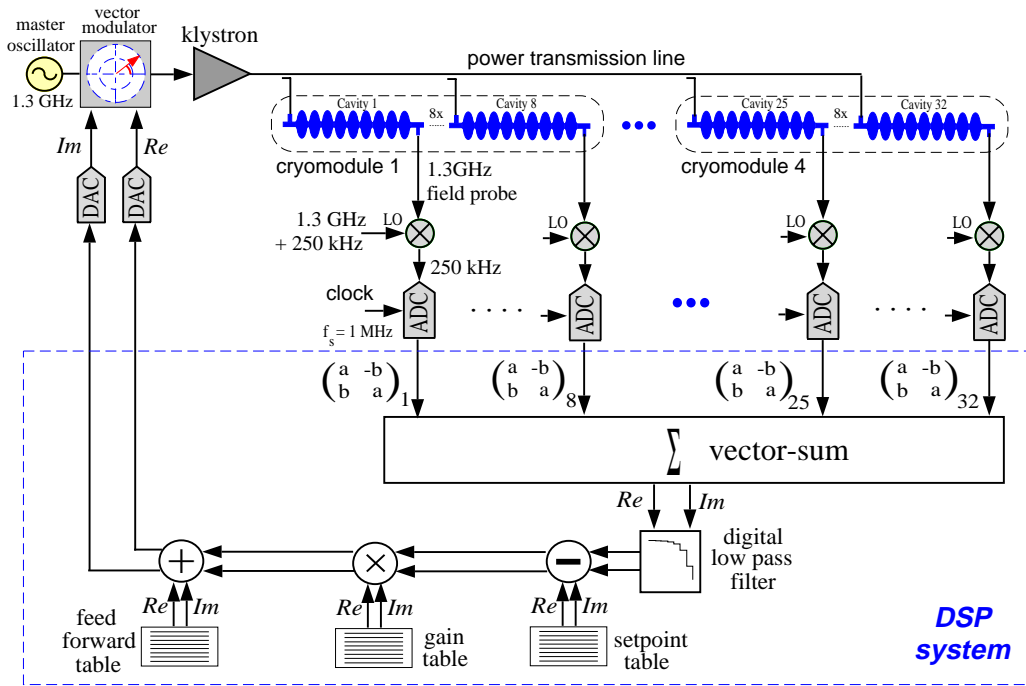 master
oscillator
1.3 GHz
vector
modulator
klystron
power transmission line
Cavity 1
8x
Cavity 8
Cavity 25
8x
Cavity 32
cryomodule 1
cryomodule 4
Im
Re
DAC
DAC
1.3GHz
field probe
1.3 GHz
+ 250 kHz
LO
LO
LO
LO
250 kHz
clock
f_s = 1 MHz
ADC
ADC
ADC
ADC
(a -b
b a)1
(a -b
b a)8
(a -b
b a)25
(a -b
b a)32
Σ vector-sum
Re Im
digital
low pass
filter
+
×
−
Re Im
Re Im
Re Im
feed
forward
table
gain
table
setpoint
table
DSP
system